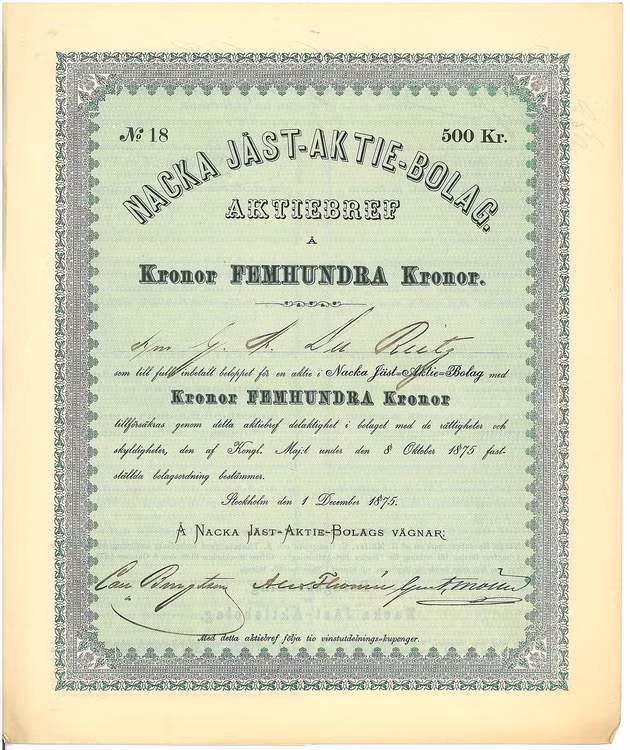 No 18
500 Kr.
NACKA JÄST-AKTIE-BOLAG.
AKTIEBREF
Å
Kronor FEMHUNDRA Kronor.
G. A. Du Rietz
som till fullo inbetalt beloppet för en aktie i Nacka Jäst=Aktie=Bolag med
Kronor FEMHUNDRA Kronor
tillförsäkras genom detta aktiebref delaktighet i bolaget med de rättigheter och
skyldigheter, den af Kongl. Maj:t under den 8 Oktober 1875 fast-
ställda bolagsordning bestämmer.
Stockholm den 1 December 1875.
Å NACKA JÄST-AKTIE-BOLAGS VÄGNAR:
Med detta aktiebref följa tio vinstutdelnings-kuponger.